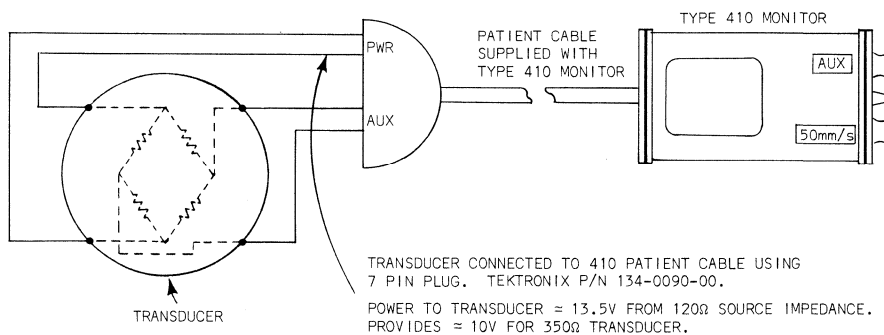 TYPE 410 MONITOR
PATIENT CABLE
SUPPLIED WITH
TYPE 410 MONITOR
PWR
AUX
AUX
50mm/s
TRANSDUCER CONNECTED TO 410 PATIENT CABLE USING
7 PIN PLUG. TEKTRONIX P/N 134-0090-00.
POWER TO TRANSDUCER ≃ 13.5V FROM 120Ω SOURCE IMPEDANCE.
PROVIDES ≃ 10V FOR 350Ω TRANSDUCER.
TRANSDUCER